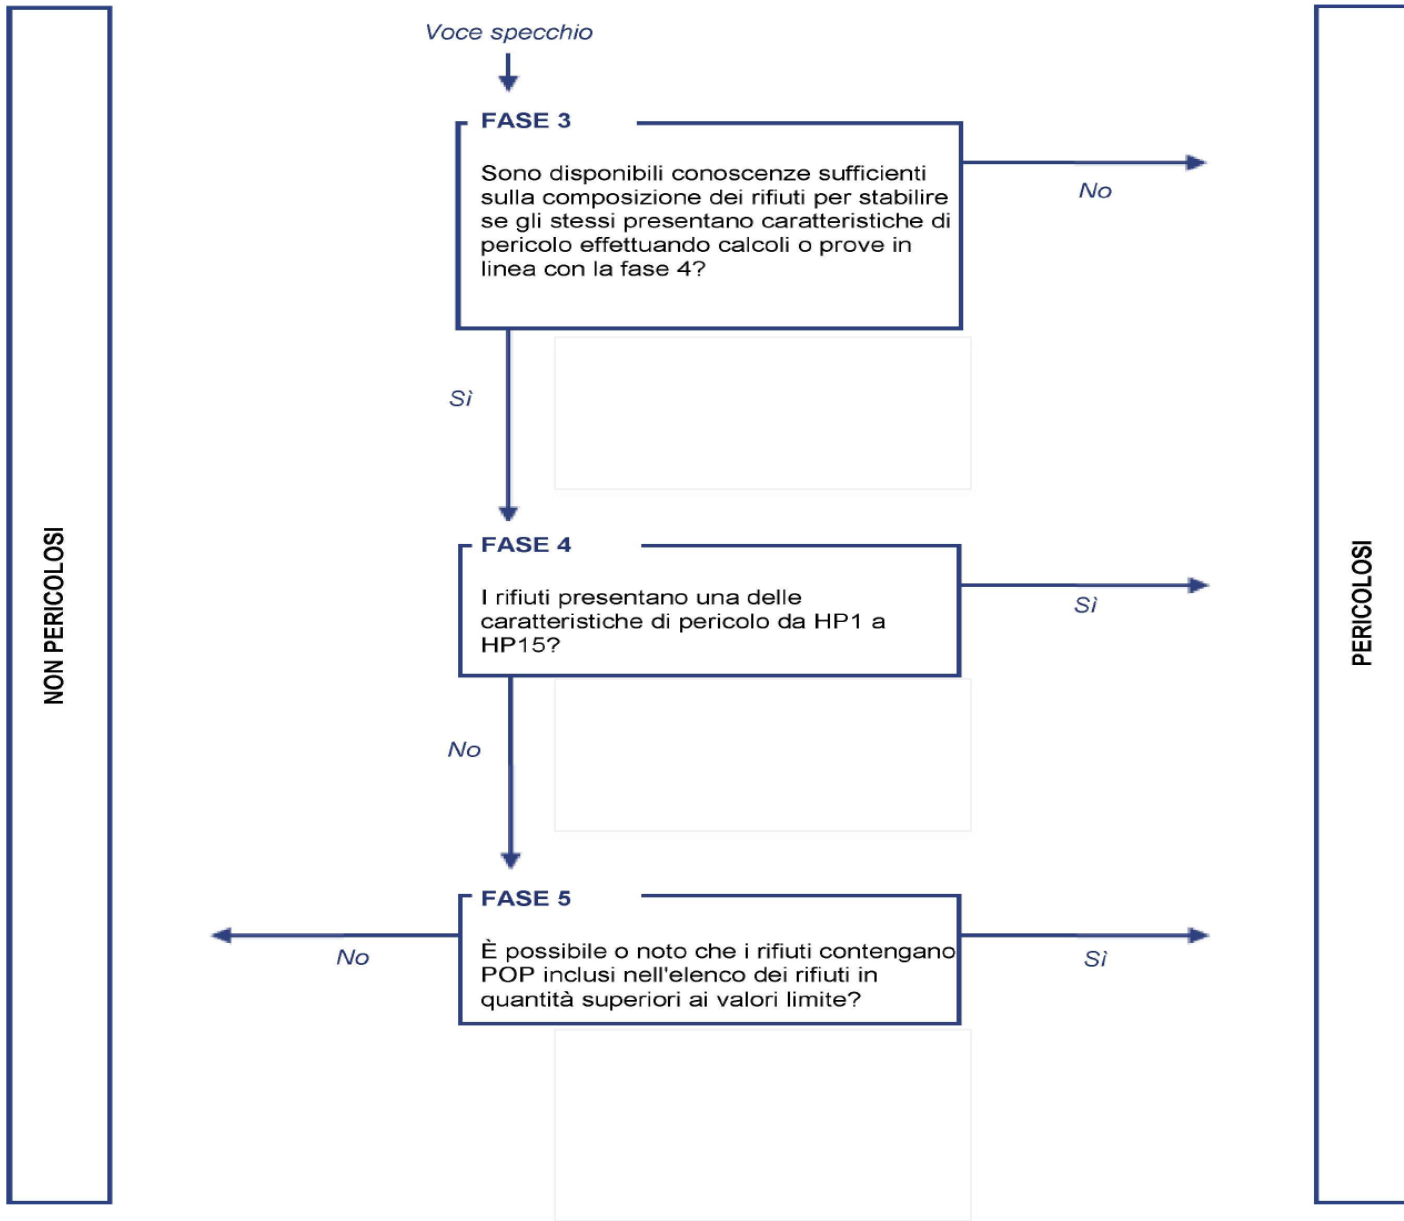 Voce specchio
FASE 3
Sono disponibili conoscenze sufficienti
sulla composizione dei rifiuti per stabilire
se gli stessi presentano caratteristiche di
pericolo effettuando calcoli o prove in
linea con la fase 4?
No
Sì
NON PERICOLOSI
PERICOLOSI
FASE 4
I rifiuti presentano una delle
caratteristiche di pericolo da HP1 a
HP15?
Sì
No
FASE 5
È possibile o noto che i rifiuti contengano
POP inclusi nell'elenco dei rifiuti in
quantità superiori ai valori limite?
No
Sì